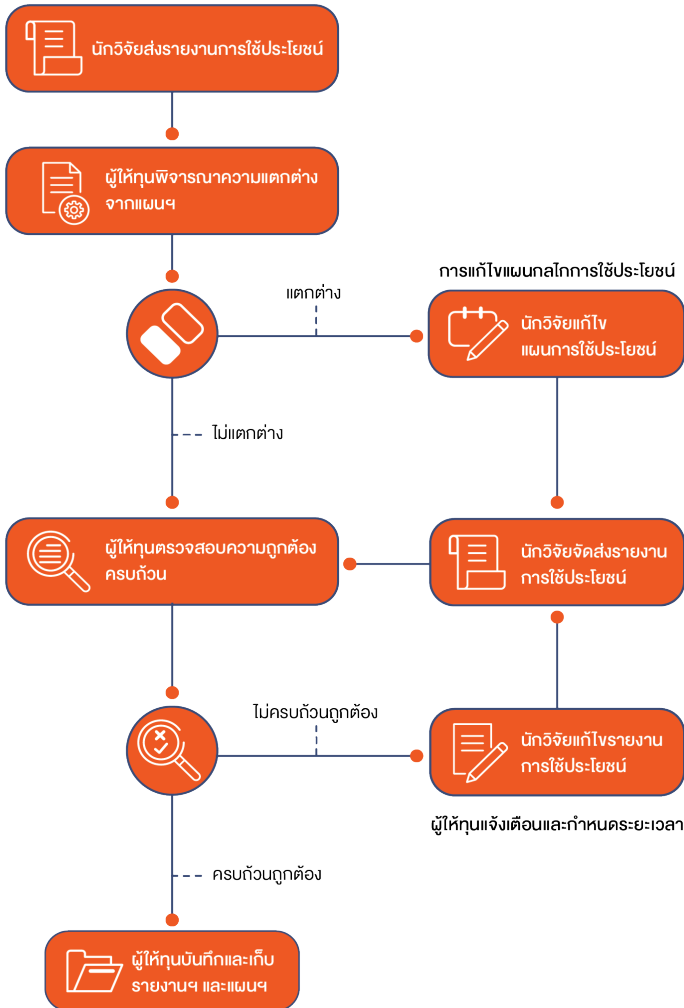 นักวิจัยส่งรายงานการใช้ประโยชน์
ผู้ให้ทุนพิจารณาความแตกต่าง
จากแผนฯ
แตกต่าง
การแก้ไขแผนกลไกการใช้ประโยชน์
นักวิจัยแก้ไข
แผนการใช้ประโยชน์
ไม่แตกต่าง
ผู้ให้ทุนตรวจสอบความถูกต้อง
ครบถ้วน
นักวิจัยจัดส่งรายงาน
การใช้ประโยชน์
ไม่ครบถ้วนถูกต้อง
นักวิจัยแก้ไขรายงาน
การใช้ประโยชน์
ผู้ให้ทุนแจ้งเตือนและกำหนดระยะเวลา
ครบถ้วนถูกต้อง
ผู้ให้ทุนบันทึกและเก็บ
รายงานฯ และแผนฯ